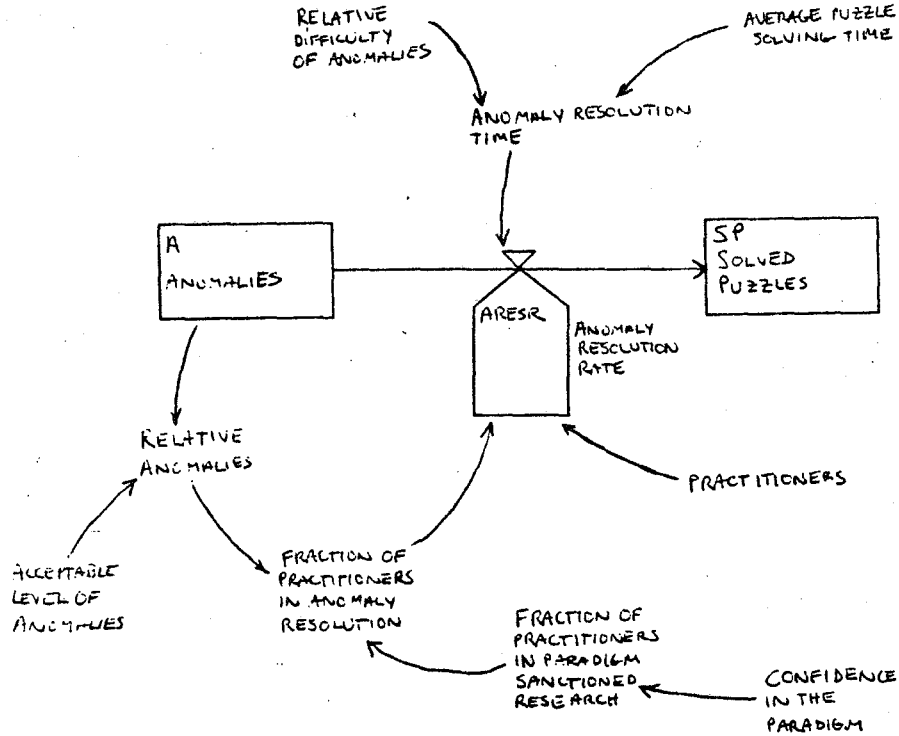 RELATIVE
DIFFICULTY
OF ANOMALIES
AVERAGE PUZZLE
SOLVING TIME
ANOMALY RESOLUTION
TIME
A
ANOMALIES
SP
SOLVED
PUZZLES
ARESR
ANOMALY
RESOLUTION
RATE
RELATIVE
ANOMALIES
PRACTITIONERS
ACCEPTABLE
LEVEL OF
ANOMALIES
FRACTION OF
PRACTITIONERS
IN ANOMALY
RESOLUTION
FRACTION OF
PRACTITIONERS
IN PARADIGM
SANCTIONED
RESEARCH
CONFIDENCE
IN THE
PARADIGM